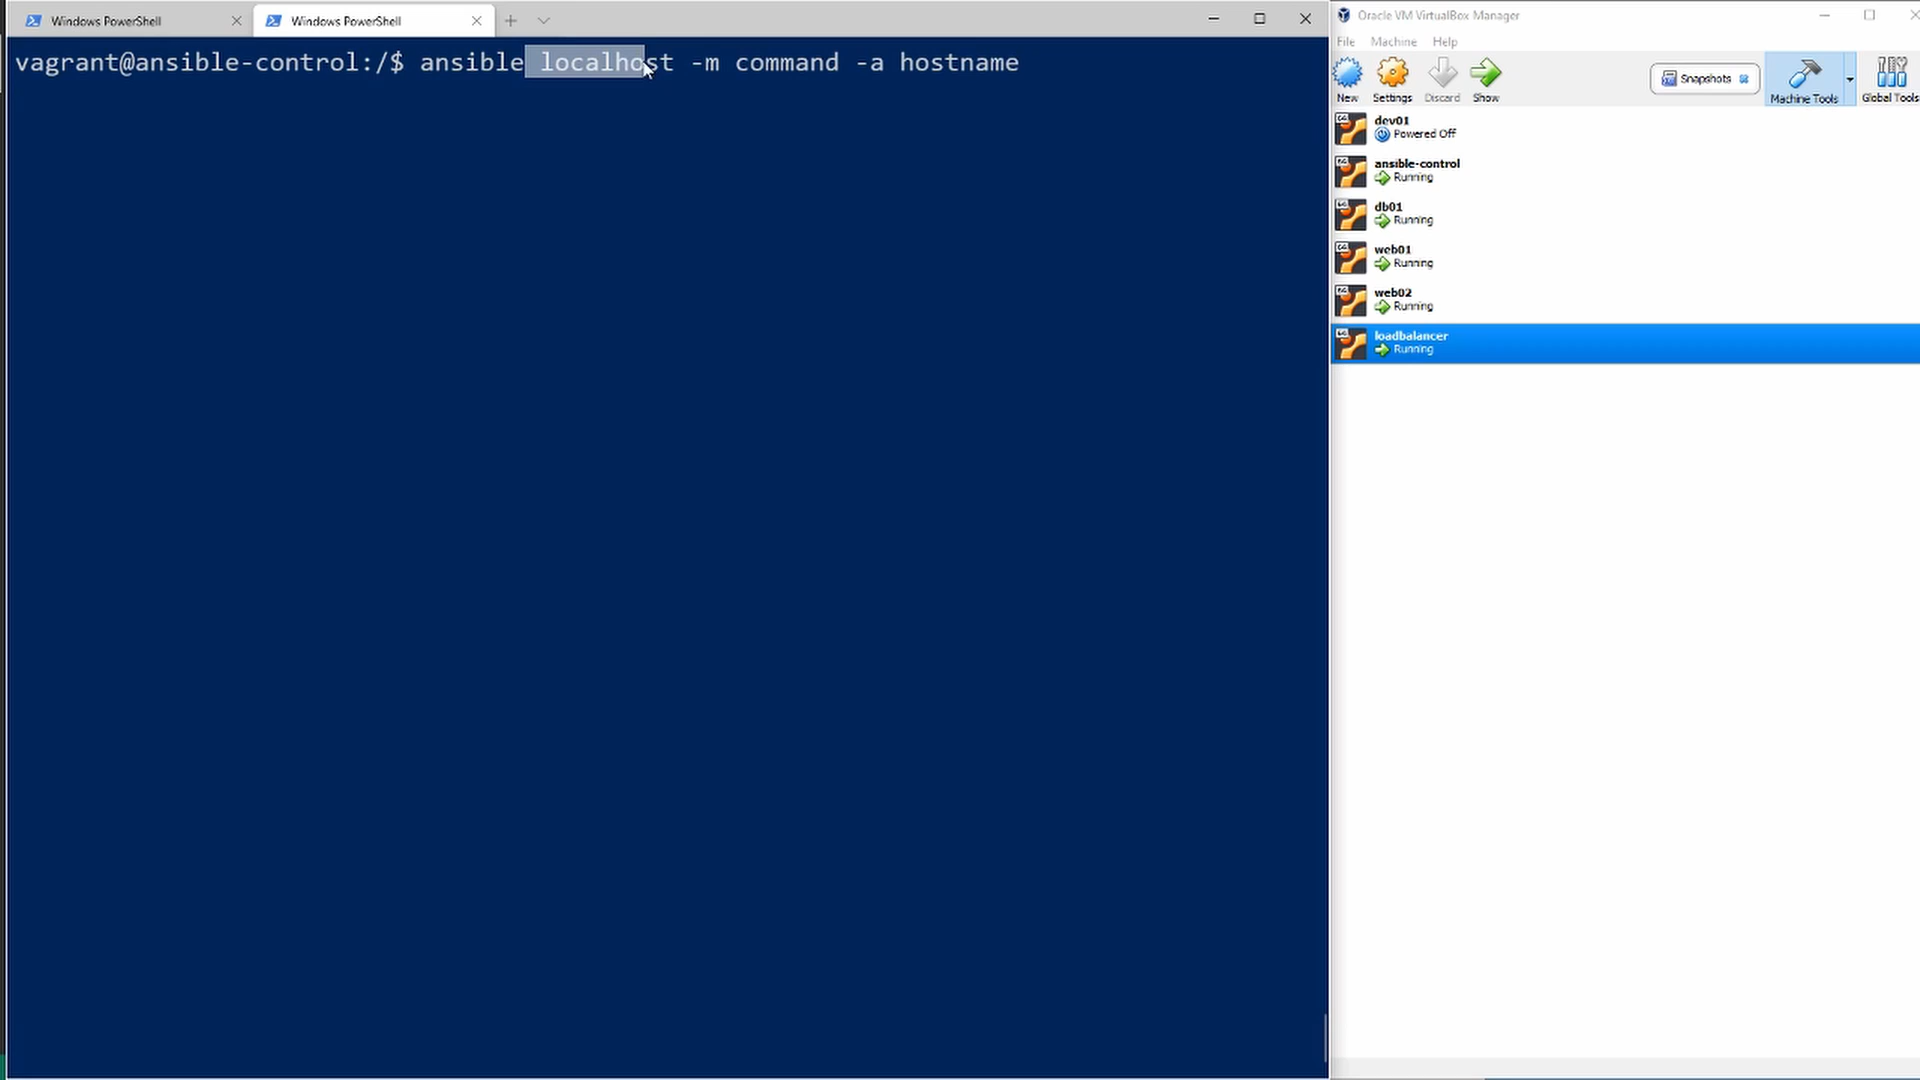 Windows PowerShell
Windows PowerShell
vagrant@ansible-control:/$ ansible localhost -m command -a hostname
Oracle VM VirtualBox Manager
File Machine Help
New Settings Discard Show
Snapshots
Machine Tools
Global Tools
dev01
Powered Off
ansible-control
Running
db01
Running
web01
Running
web02
Running
loadbalancer
Running